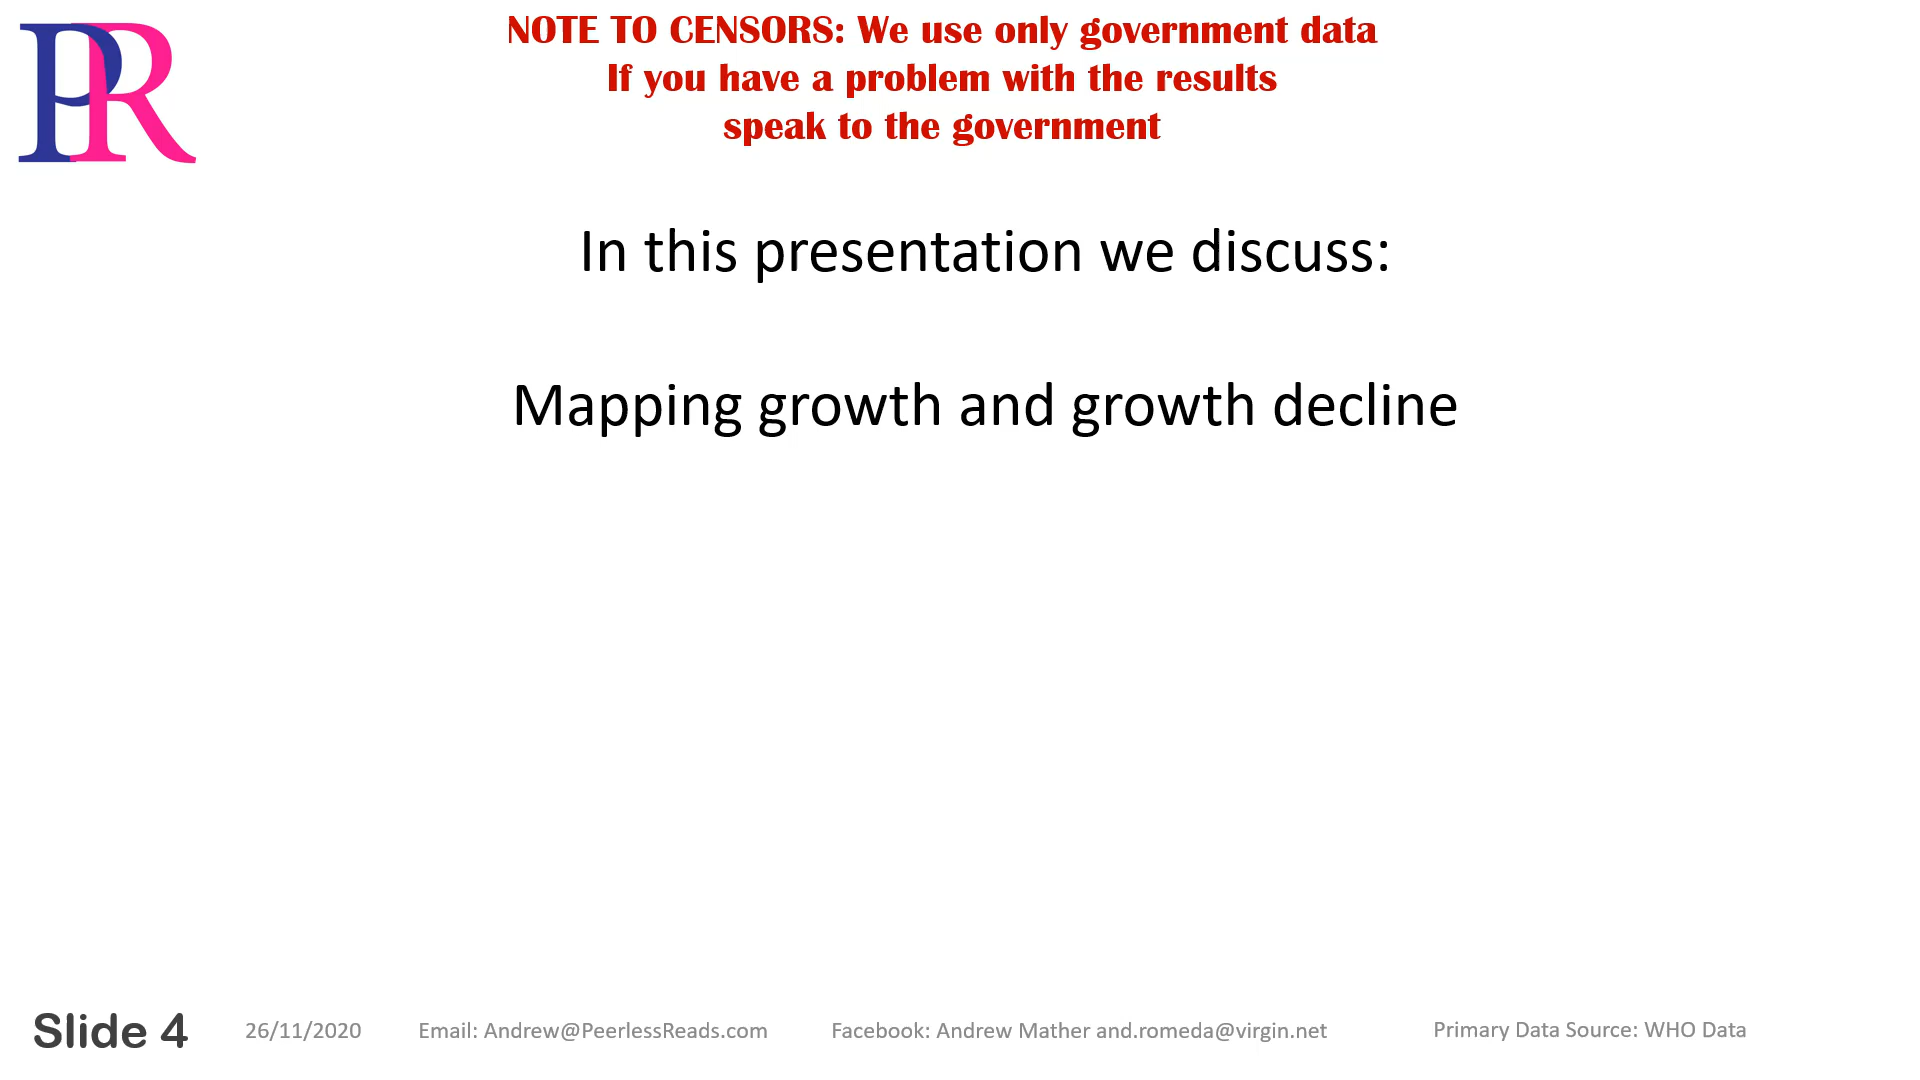 PR
NOTE TO CENSORS: We use only government data
If you have a problem with the results
speak to the government
In this presentation we discuss:
Mapping growth and growth decline
Slide 4
26/11/2020
Email: Andrew@PeerlessReads.com
Facebook: Andrew Mather and.romeda@virgin.net
Primary Data Source: WHO Data